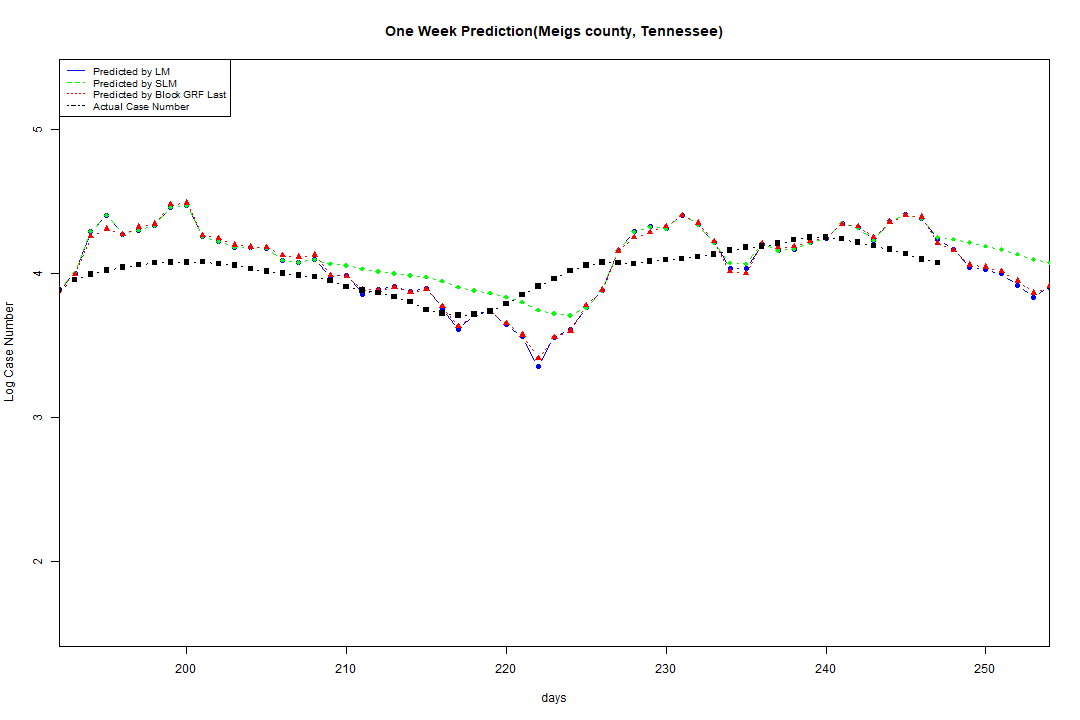 One Week Prediction(Meigs county, Tennessee)
Predicted by LM
Predicted by SLM
Predicted by Block GRF Last
Actual Case Number
5
4
3
2
Log Case Number
200 210 220 230 240 250
days